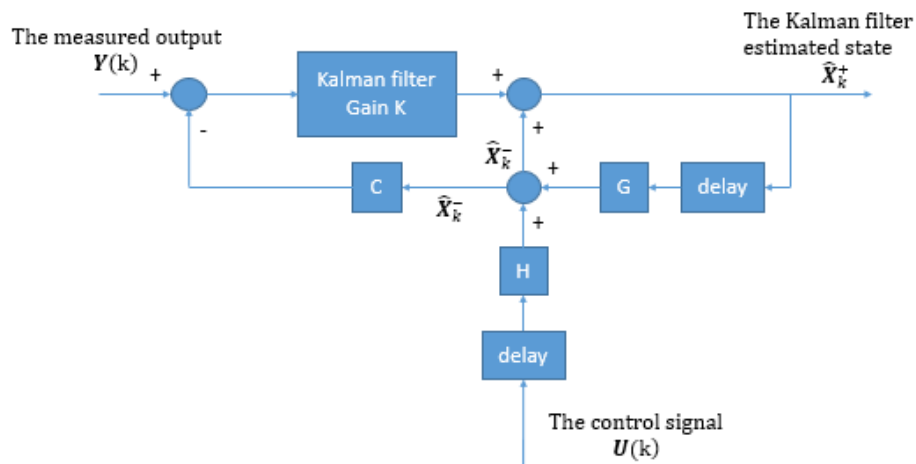 The measured output
Y(k)
+
-
Kalman filter
Gain K
+
+
The Kalman filter
estimated state
X̂ₖ⁺
X̂ₖ⁻
+
C
X̂ₖ⁻
G
delay
+
H
delay
The control signal
U(k)